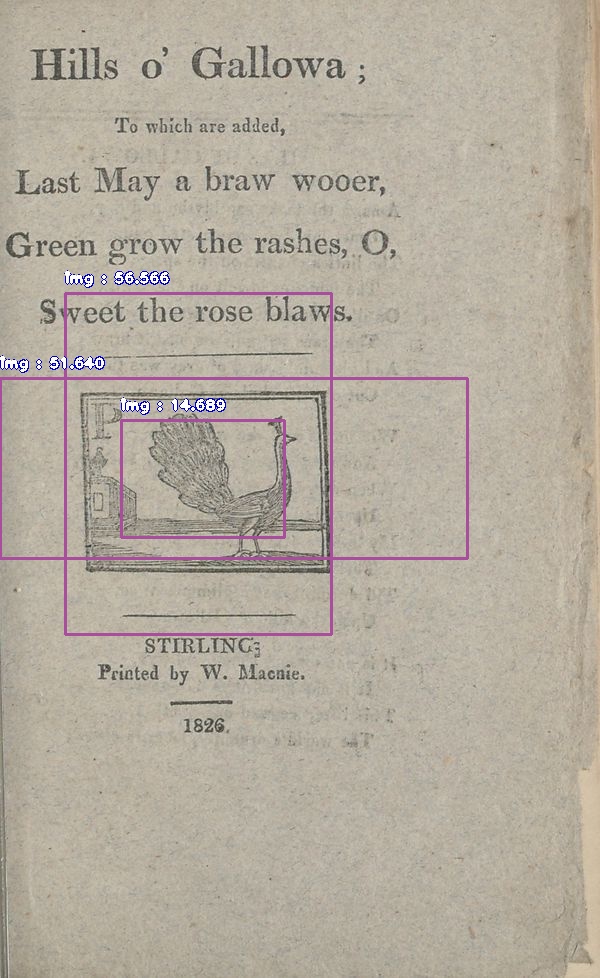 Hills o' Gallowa ;
To which are added,
Last May a braw wooer,
Green grow the rashes, O,
img : 56.566
Sweet the rose blaws.
img : 51.640
img : 14.689
P
STIRLING;
Printed by W. Macnie.
1826.